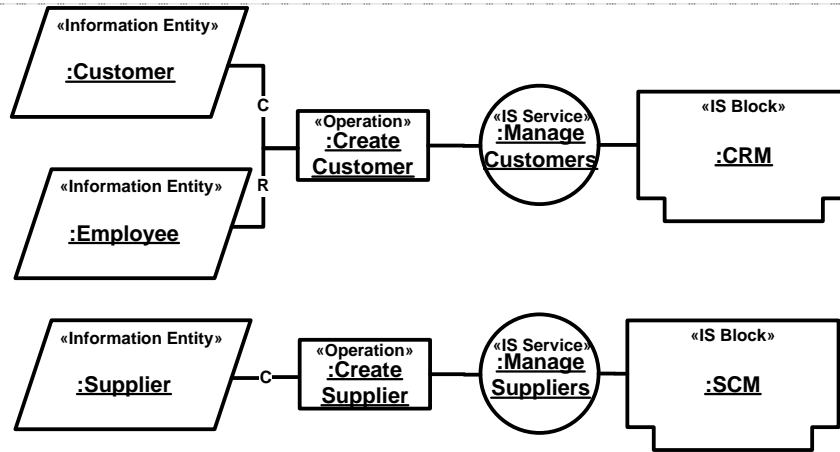 «Information Entity»
:Customer
C
R
«Information Entity»
:Employee
«Operation»
:Create
Customer
«IS Service»
:Manage
Customers
«IS Block»
:CRM
«Information Entity»
:Supplier
C
«Operation»
:Create
Supplier
«IS Service»
:Manage
Suppliers
«IS Block»
:SCM